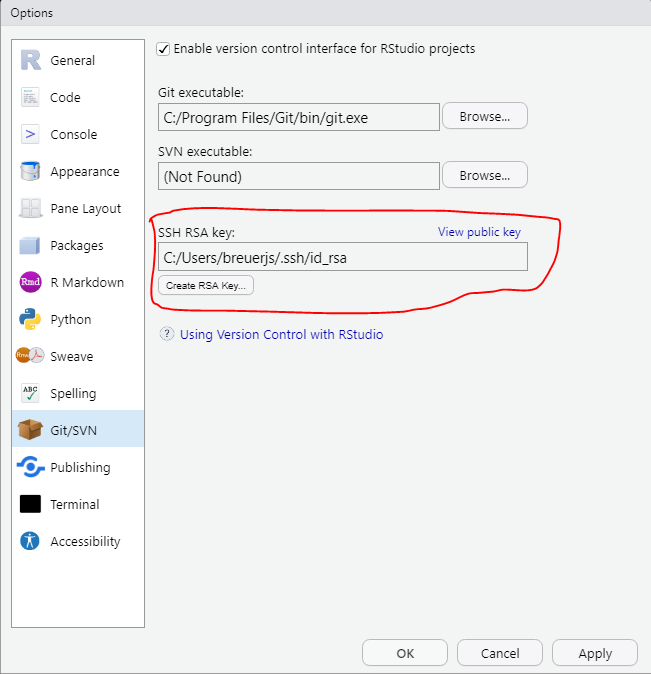 Options
General
Code
Console
Appearance
Pane Layout
Packages
Rmd R Markdown
Python
Rnw Sweave
ABC Spelling
Git/SVN
Publishing
Terminal
Accessibility
Enable version control interface for RStudio projects
Git executable:
C:/Program Files/Git/bin/git.exe Browse...
SVN executable:
(Not Found) Browse...
SSH RSA key: View public key
C:/Users/breuerjs/.ssh/id_rsa
Create RSA Key...
? Using Version Control with RStudio
OK Cancel Apply